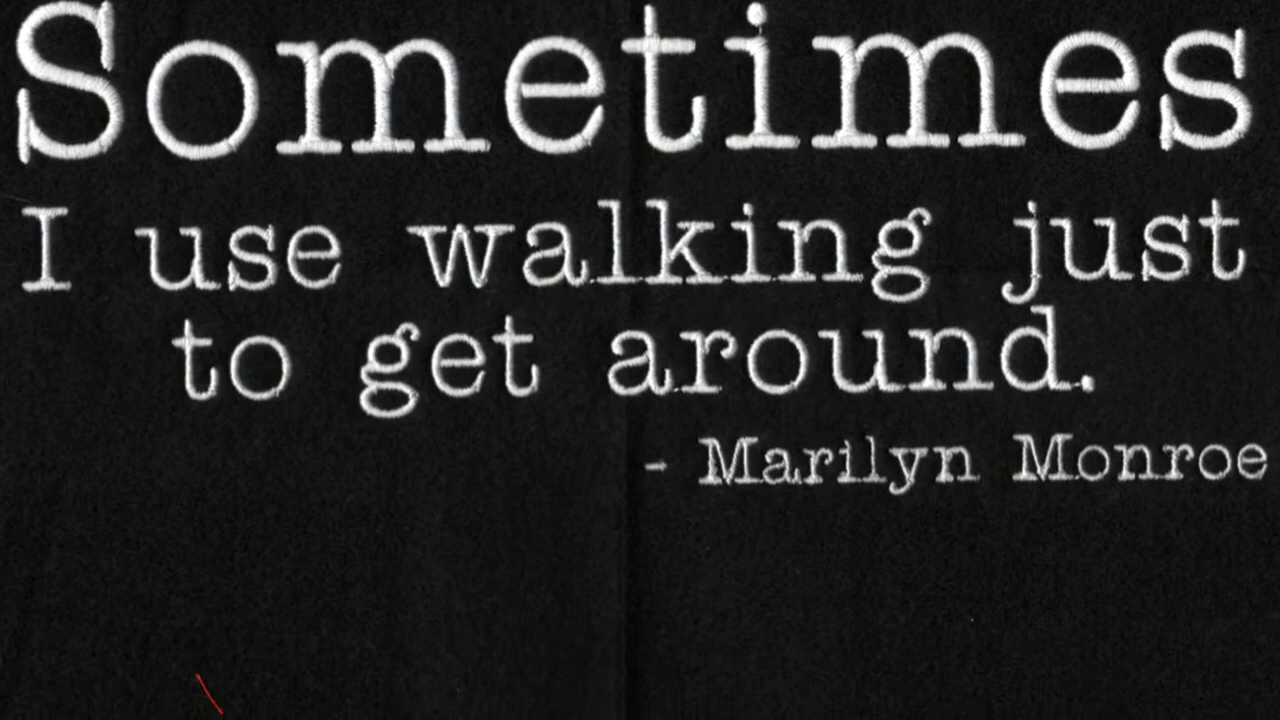 Sometimes
I use walking just
to get around.
- Marilyn Monroe